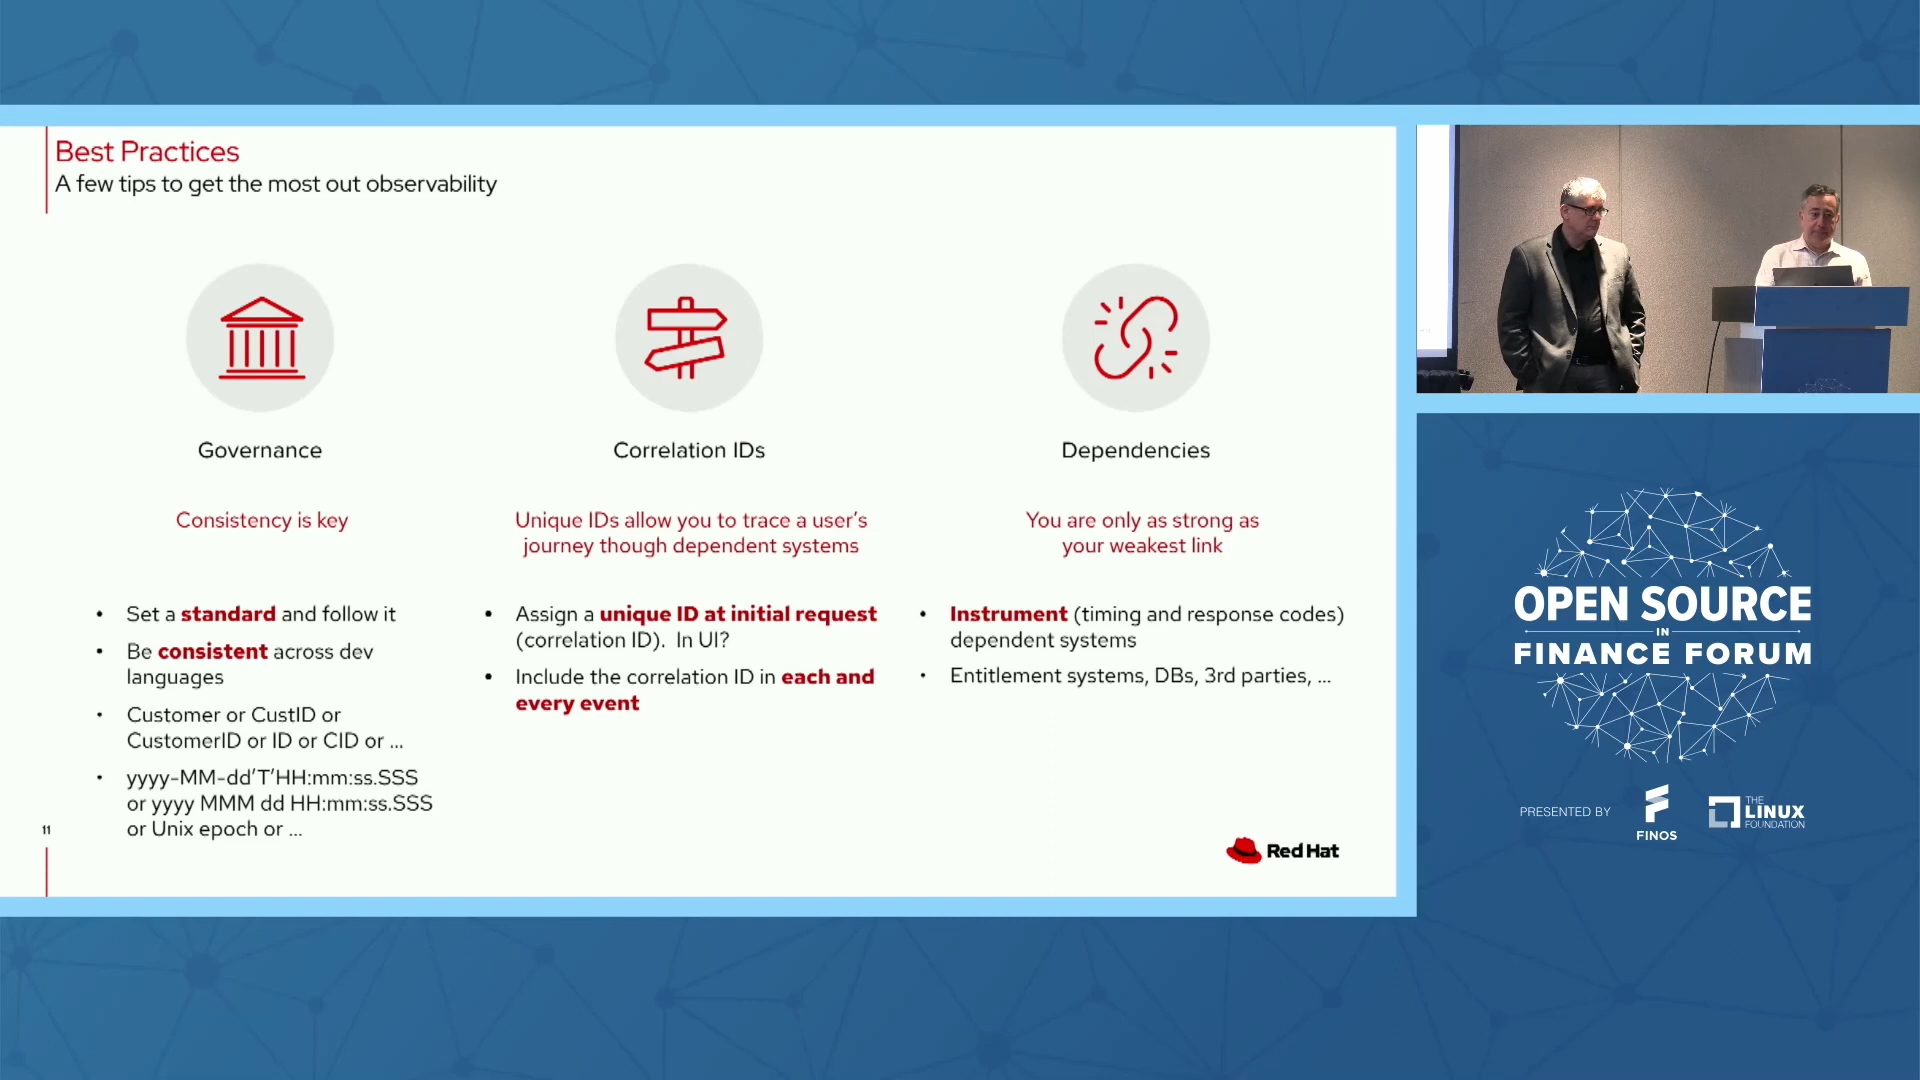 Best Practices
A few tips to get the most out observability
Governance
Consistency is key
• Set a standard and follow it
• Be consistent across dev
languages
• Customer or CustID or
CustomerID or ID or CID or ...
• yyyy-MM-dd'T'HH:mm:ss.SSS
or yyyy MMM dd HH:mm:ss.SSS
or Unix epoch or ...
Correlation IDs
Unique IDs allow you to trace a user's
journey though dependent systems
• Assign a unique ID at initial request
(correlation ID). In UI?
• Include the correlation ID in each and
every event
Dependencies
You are only as strong as
your weakest link
• Instrument (timing and response codes)
dependent systems
• Entitlement systems, DBs, 3rd parties, ...
11
Red Hat
OPEN SOURCE
IN
FINANCE FORUM
PRESENTED BY
FINOS
THE
LINUX
FOUNDATION